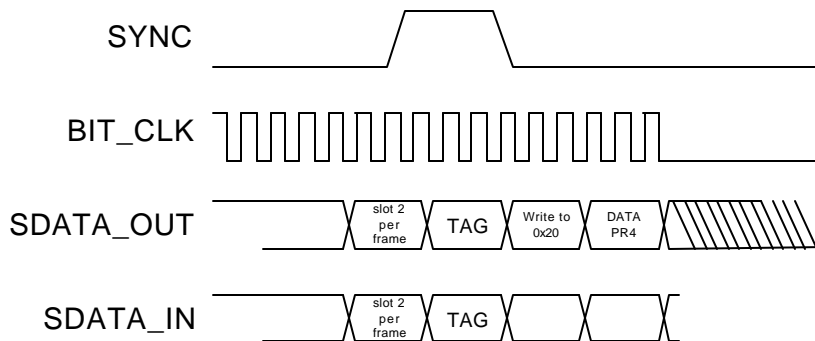 SYNC
BIT_CLK
SDATA_OUT
slot 2
per
frame
TAG
Write to
0x20
DATA
PR4
SDATA_IN
slot 2
per
frame
TAG